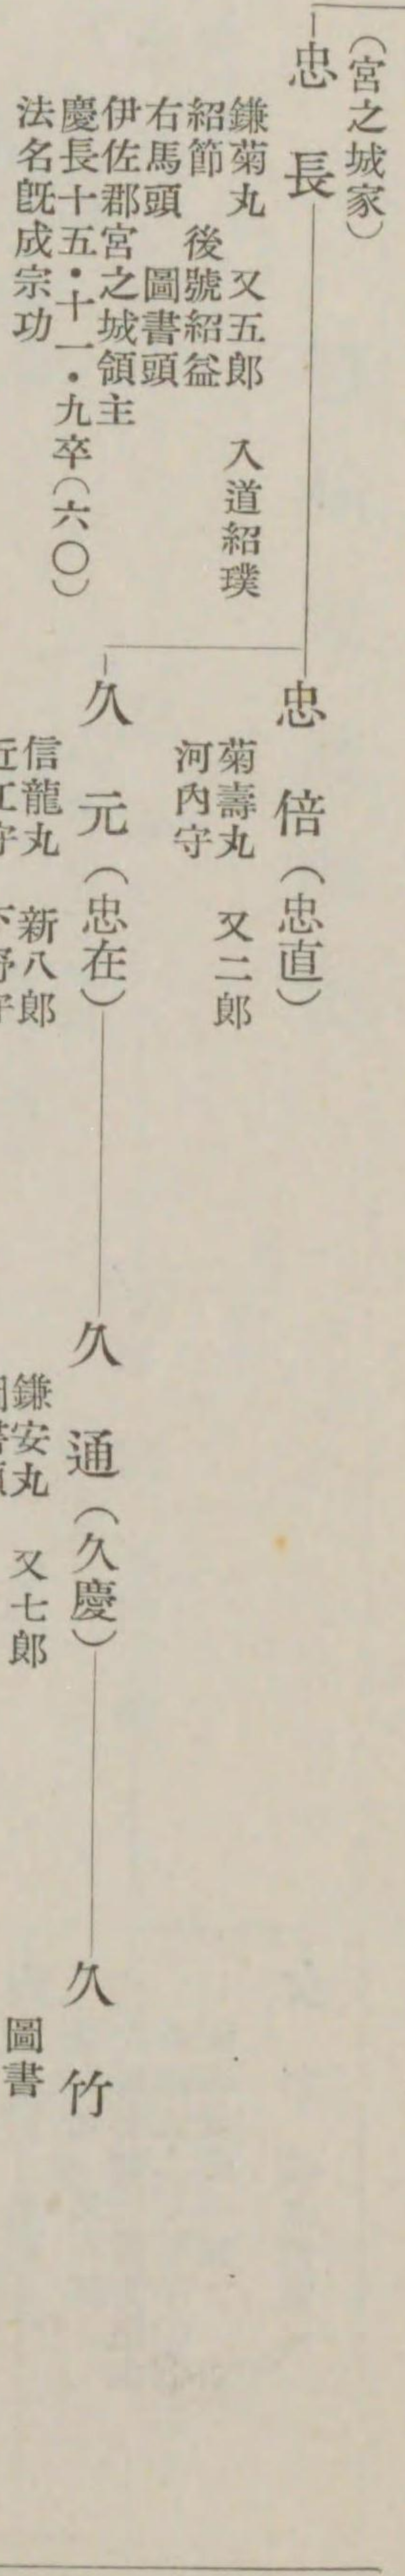 （宮之城家）
忠長
鎌菊丸　又五郎　入道紹璞
紹節　後號紹益
右馬頭　圖書頭
伊佐郡宮之城領主
慶長十五・十一・九卒（六〇）
法名旣成宗功
忠倍（忠直）
菊壽丸　又二郎
河內守
久元（忠在）
信龍丸　新八郎
久通（久慶）
鎌安丸　又七郎
久竹
圖書